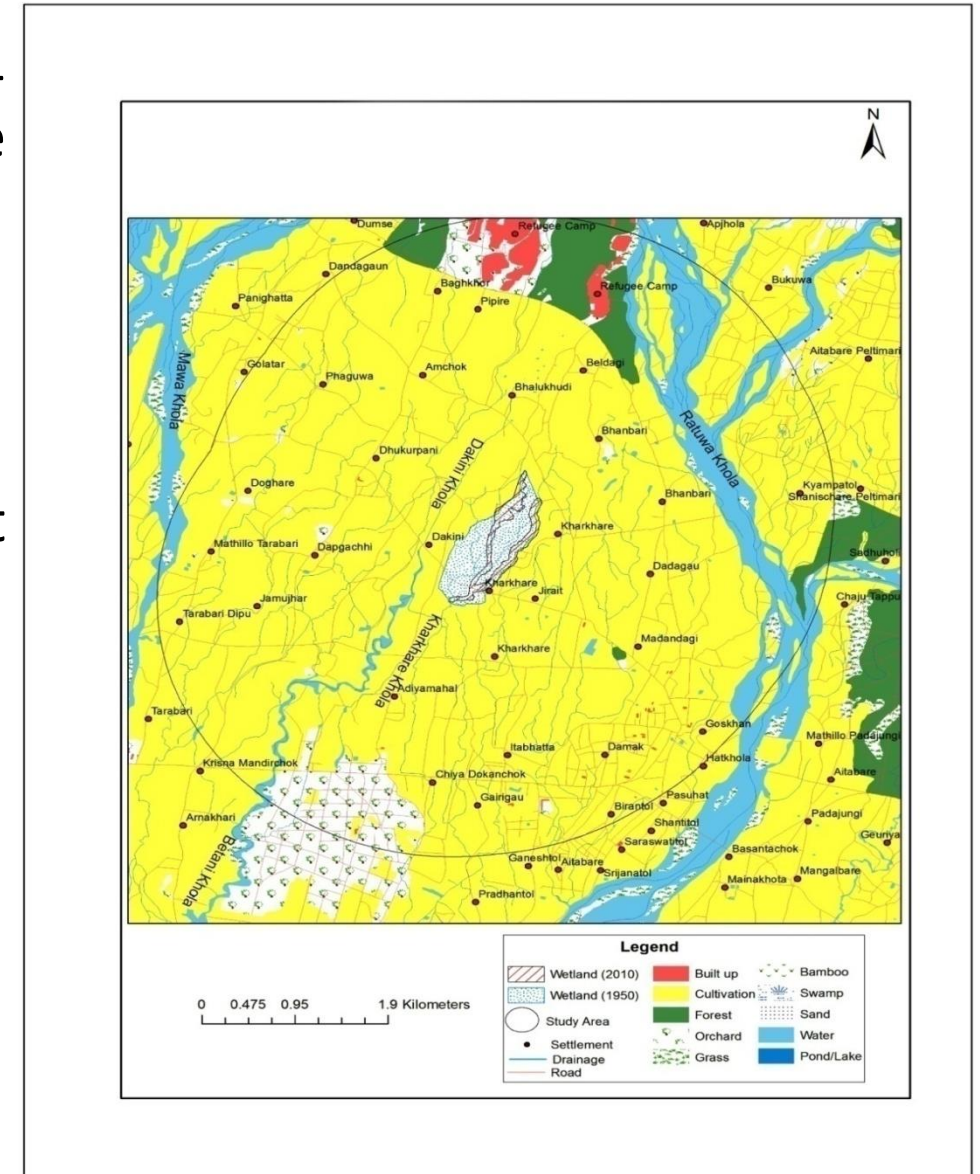 N
Dumse
Refugee Camp
Apjhola
Dandagaun
Baghkhor
Refugee Camp
Bukuwa
Panighatta
Pipire
Aitabare Peltimari
Mawa Khola
Golatar
Phaguwa
Amchok
Beldagi
Bhalukhudi
Ratuwa Khola
Dhukurpani
Dakini Khola
Bhanbari
Doghare
Bhanbari
Kyampatol
Shanischare Peltimari
Mathillo Tarabari
Dapgachhi
Dakini
Kharkhare
Sadhuholi
Dadagau
Jamujhar
Kharkhare
Jirait
Chaju Tappu
Tarabari Dipu
Kharkhare Khola
Kharkhare
Madandagi
Adiyamahal
Tarabari
Goskhan
Mathillo Padajungi
Itabhatta
Damak
Hatkhola
Krisna Mandirchok
Chiya Dokanchok
Aitabare
Gairigau
Pasuhat
Arnakhari
Birantol
Padajungi
Shantitol
Geuriya
Saraswatitol
Betani Khola
Ganeshtol
Aitabare
Srijanatol
Basantachok
Mainakhota
Mangalbare
Pradhantol
Legend
Wetland (2010)
Built up
Bamboo
Wetland (1950)
Cultivation
Swamp
Study Area
Forest
Sand
Settlement
Orchard
Water
Drainage
Grass
Pond/Lake
Road
0 0.475 0.95 1.9 Kilometers